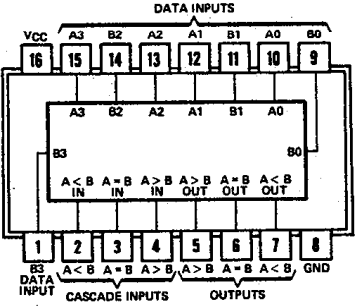 DATA INPUTS
VCC A3 B2 A2 A1 B1 A0 B0
16 15 14 13 12 11 10 9
A3 B2 A2 A1 B1 A0
B3 B0
A < B A = B A > B A > B A = B A < B
IN IN IN OUT OUT OUT
1 2 3 4 5 6 7 8
B3 A < B A = B A > B A > B A = B A < B GND
DATA
INPUT CASCADE INPUTS OUTPUTS